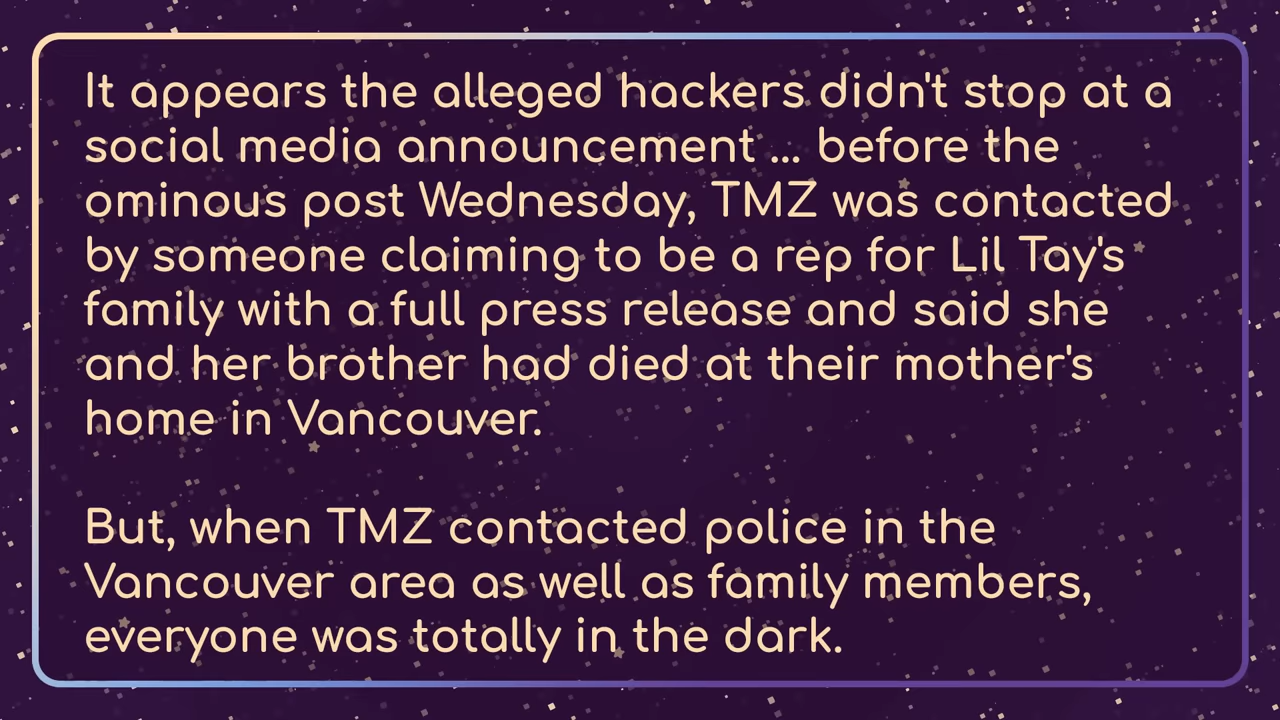 It appears the alleged hackers didn't stop at a
social media announcement ... before the
ominous post Wednesday, TMZ was contacted
by someone claiming to be a rep for Lil Tay's
family with a full press release and said she
and her brother had died at their mother's
home in Vancouver.
But, when TMZ contacted police in the
Vancouver area as well as family members,
everyone was totally in the dark.